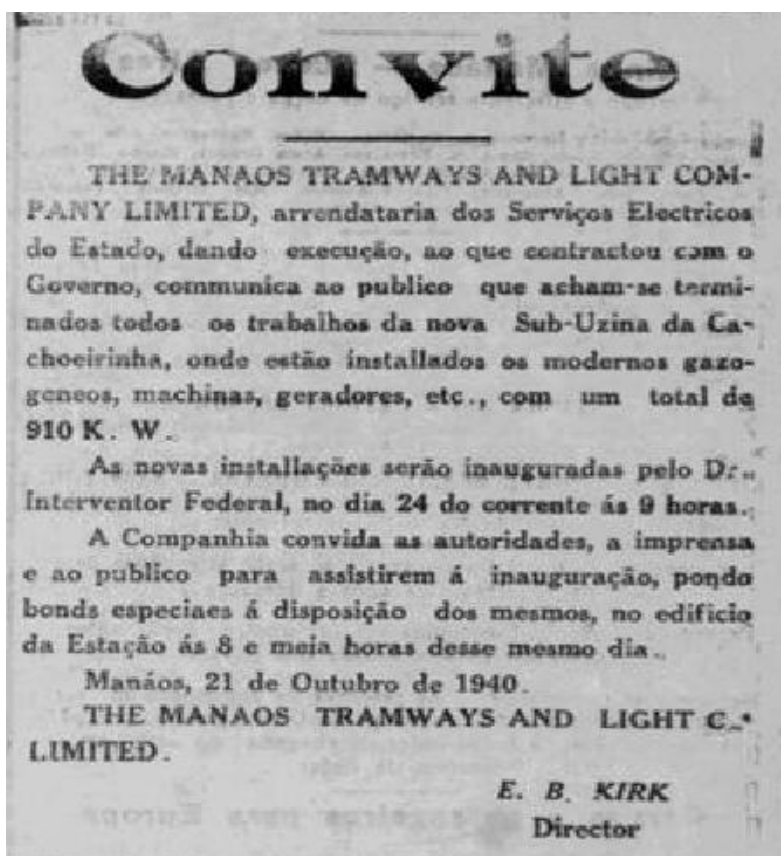 Convite
THE MANAOS TRAMWAYS AND LIGHT COM-
PANY LIMITED, arrendataria dos Serviços Electricos
do Estado, dando execução, ao que contractou com o
Governo, communica ao publico que acham-se termi-
nados todos os trabalhos da nova Sub-Uzina da Ca-
choeirinha, onde estão installados os modernos gazo-
geneos, machinas, geradores, etc., com um total de
910 K. W.
As novas installações serão inauguradas pelo Dr.
Interventor Federal, no dia 24 do corrente ás 9 horas.
A Companhia convida as autoridades, a imprensa
e ao publico para assistirem á inauguração, pondo
bonds especiaes á disposição dos mesmos, no edificio
da Estação ás 8 e meia horas desse mesmo dia.
Manáos, 21 de Outubro de 1940.
THE MANAOS TRAMWAYS AND LIGHT C.
LIMITED.
E. B. KIRK
Director